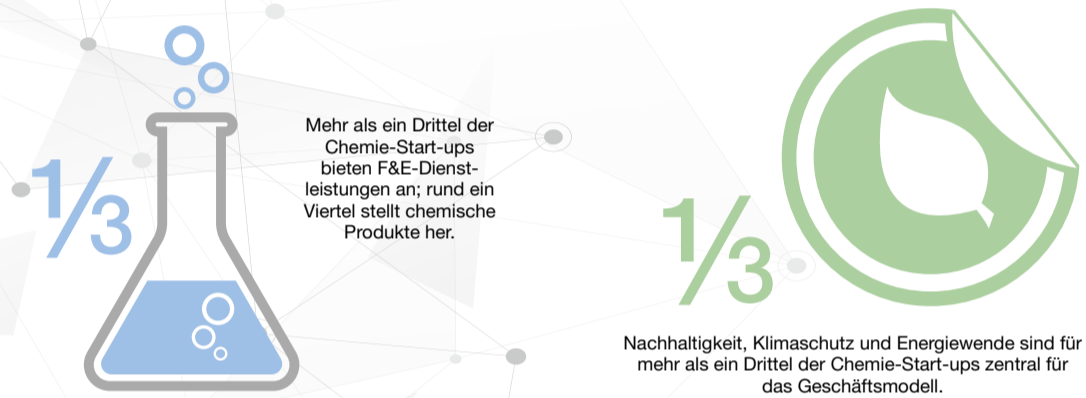 ⅓
Mehr als ein Drittel der
Chemie-Start-ups
bieten F&E-Dienst-
leistungen an; rund ein
Viertel stellt chemische
Produkte her.
⅓
Nachhaltigkeit, Klimaschutz und Energiewende sind für
mehr als ein Drittel der Chemie-Start-ups zentral für
das Geschäftsmodell.